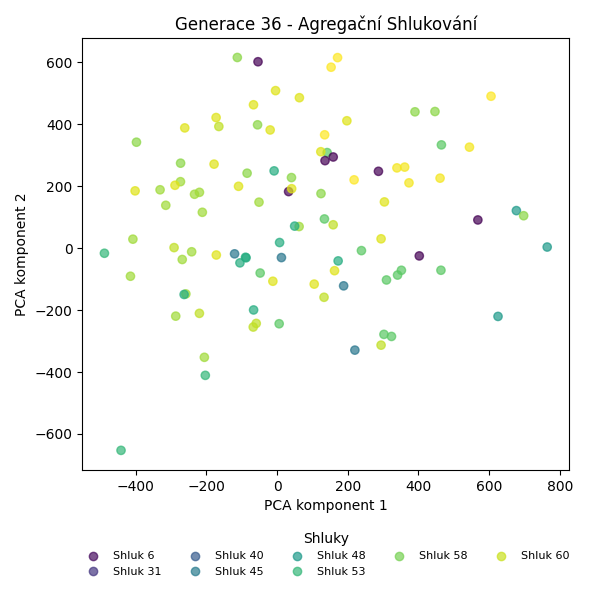 Generace 36 - Agregační Shlukování
PCA komponent 2
600
400
200
0
−200
−400
−600
−400 −200 0 200 400 600 800
PCA komponent 1
Shluky
Shluk 6 Shluk 40 Shluk 48 Shluk 58 Shluk 60
Shluk 31 Shluk 45 Shluk 53